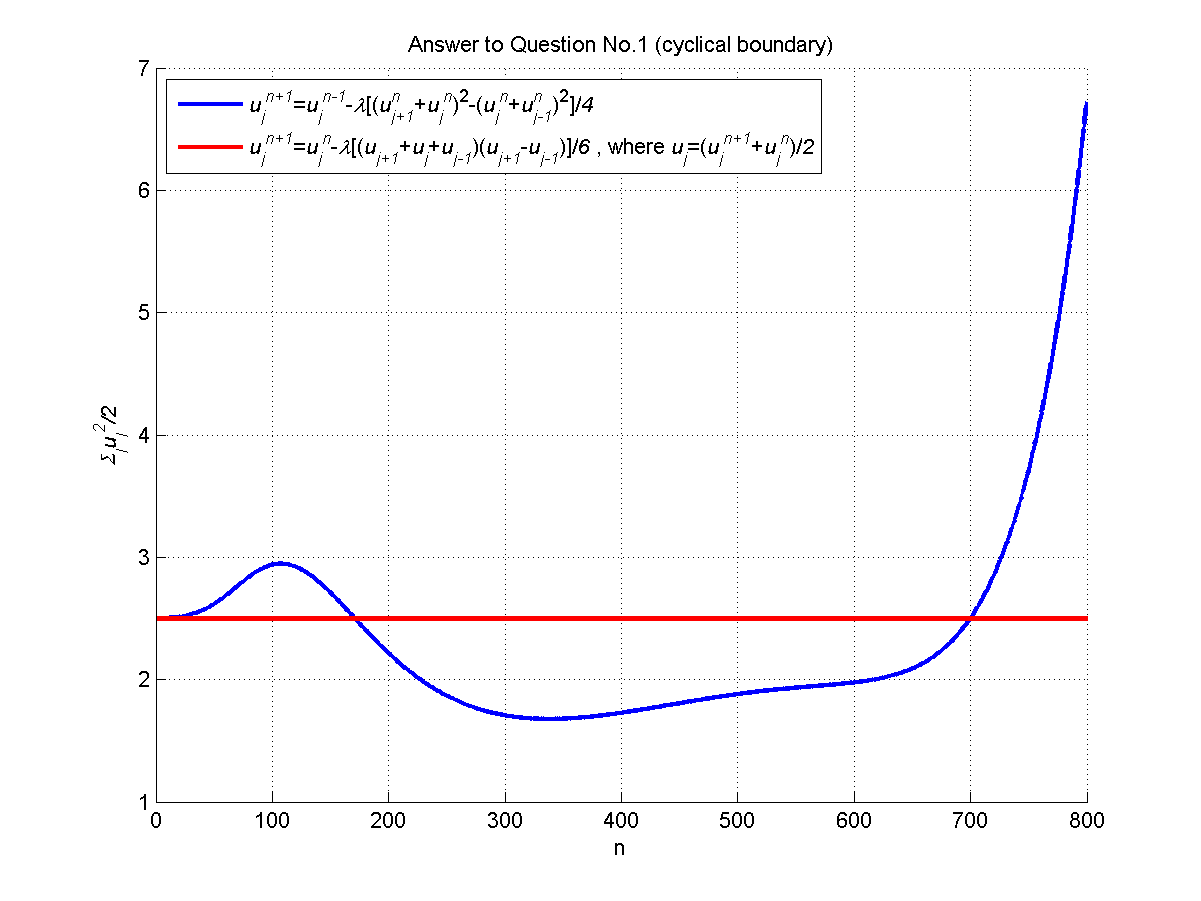 Answer to Question No.1 (cyclical boundary)
u_j^{n+1}=u_j^{n-1}-λ[(u_{j+1}^n+u_j^n)^2-(u_j^n+u_{j-1}^n)^2]/4
u_j^{n+1}=u_j^n-λ[(u_{j+1}+u_j+u_{j-1})(u_{j+1}-u_{j-1})]/6 , where u_j=(u_j^{n+1}+u_j^n)/2
7
6
5
4
3
2
1
Σ_j u_j^2/2
0 100 200 300 400 500 600 700 800
n